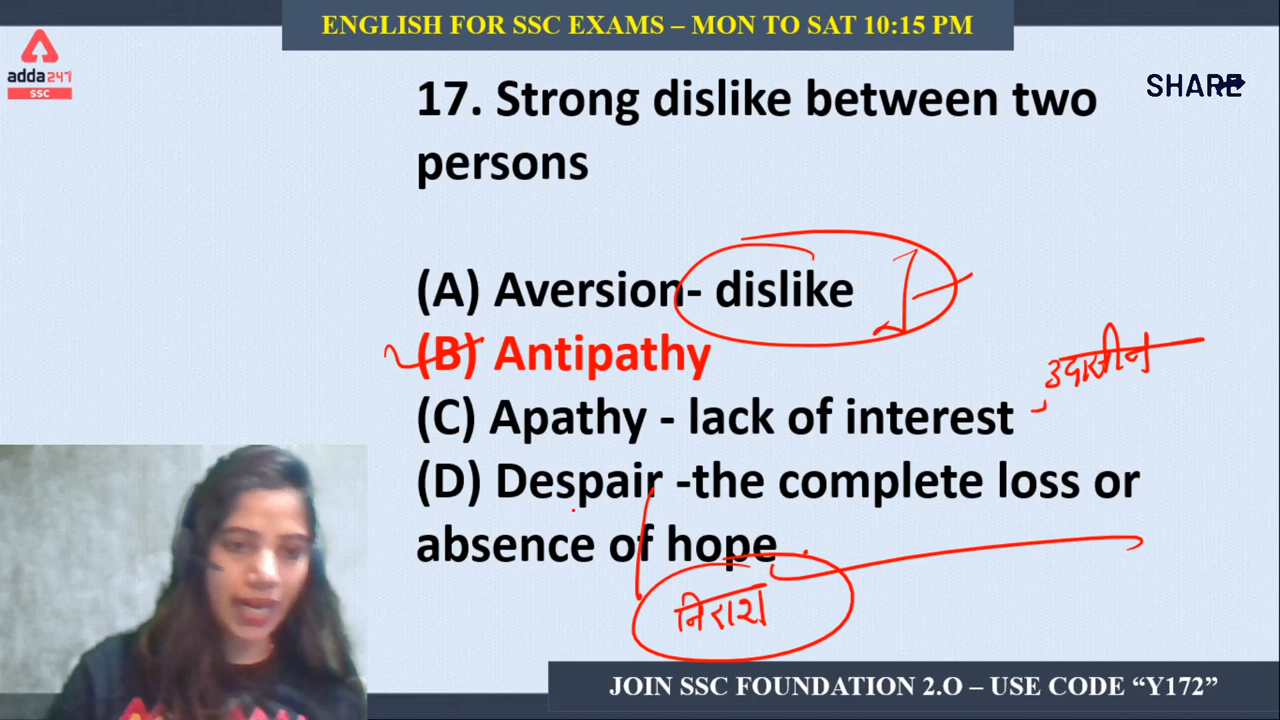 ENGLISH FOR SSC EXAMS – MON TO SAT 10:15 PM
adda247
SSC
SHARE
17. Strong dislike between two
persons
(A) Aversion- dislike
(B) Antipathy
उदासीन
(C) Apathy - lack of interest
(D) Despair -the complete loss or
absence of hope
निराशा
JOIN SSC FOUNDATION 2.O – USE CODE “Y172”